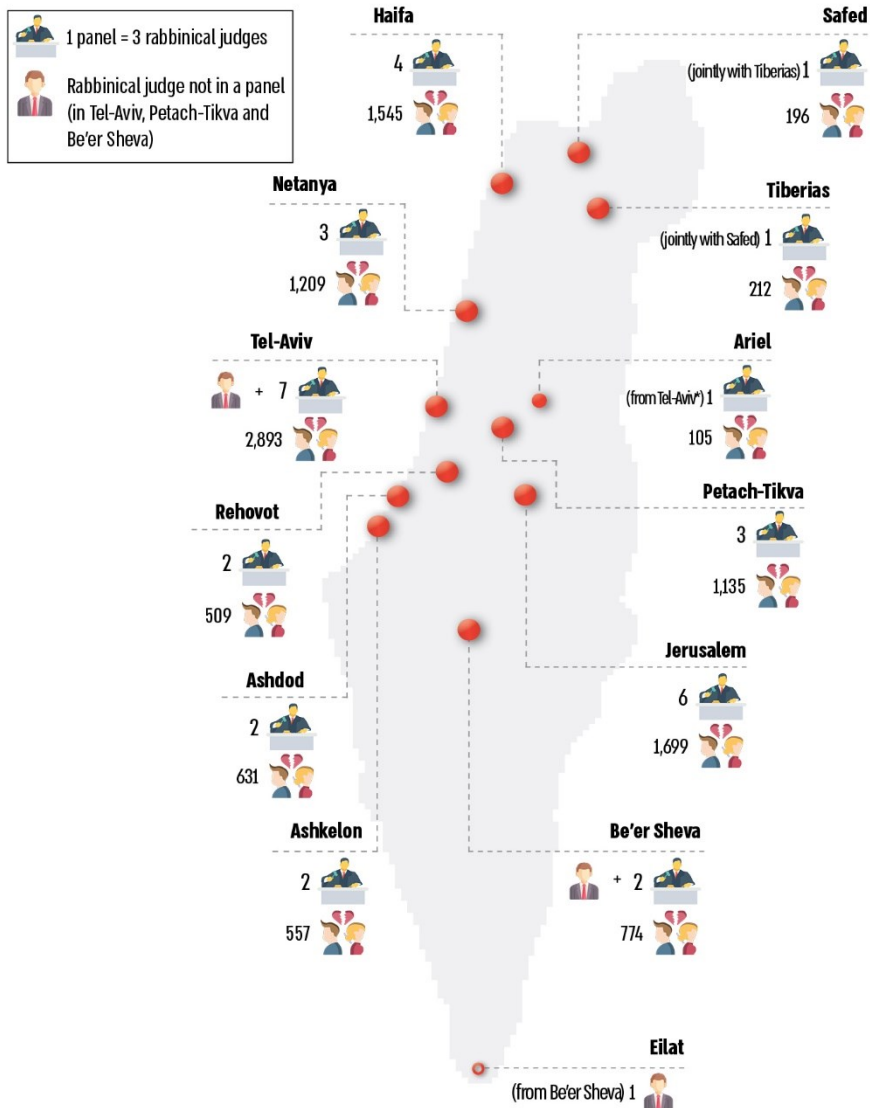 1 panel = 3 rabbinical judges
Rabbinical judge not in a panel
(in Tel-Aviv, Petach-Tikva and
Be'er Sheva)
Haifa
4
1,545
Safed
(jointly with Tiberias) 1
196
Netanya
3
1,209
Tiberias
(jointly with Safed) 1
212
Tel-Aviv
+ 7
2,893
Ariel
(from Tel-Aviv*) 1
105
Rehovot
2
509
Petach-Tikva
3
1,135
Ashdod
2
631
Jerusalem
6
1,699
Ashkelon
2
557
Be'er Sheva
+ 2
774
Eilat
(from Be'er Sheva) 1